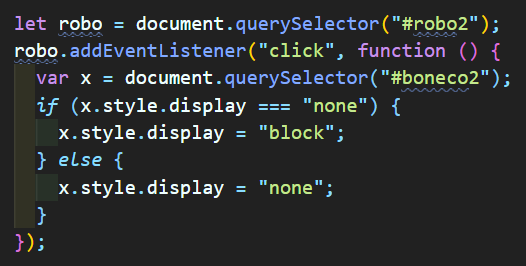 let robo = document.querySelector("#robo2");
robo.addEventListener("click", function () {
  var x = document.querySelector("#boneco2");
  if (x.style.display === "none") {
    x.style.display = "block";
  } else {
    x.style.display = "none";
  }
});